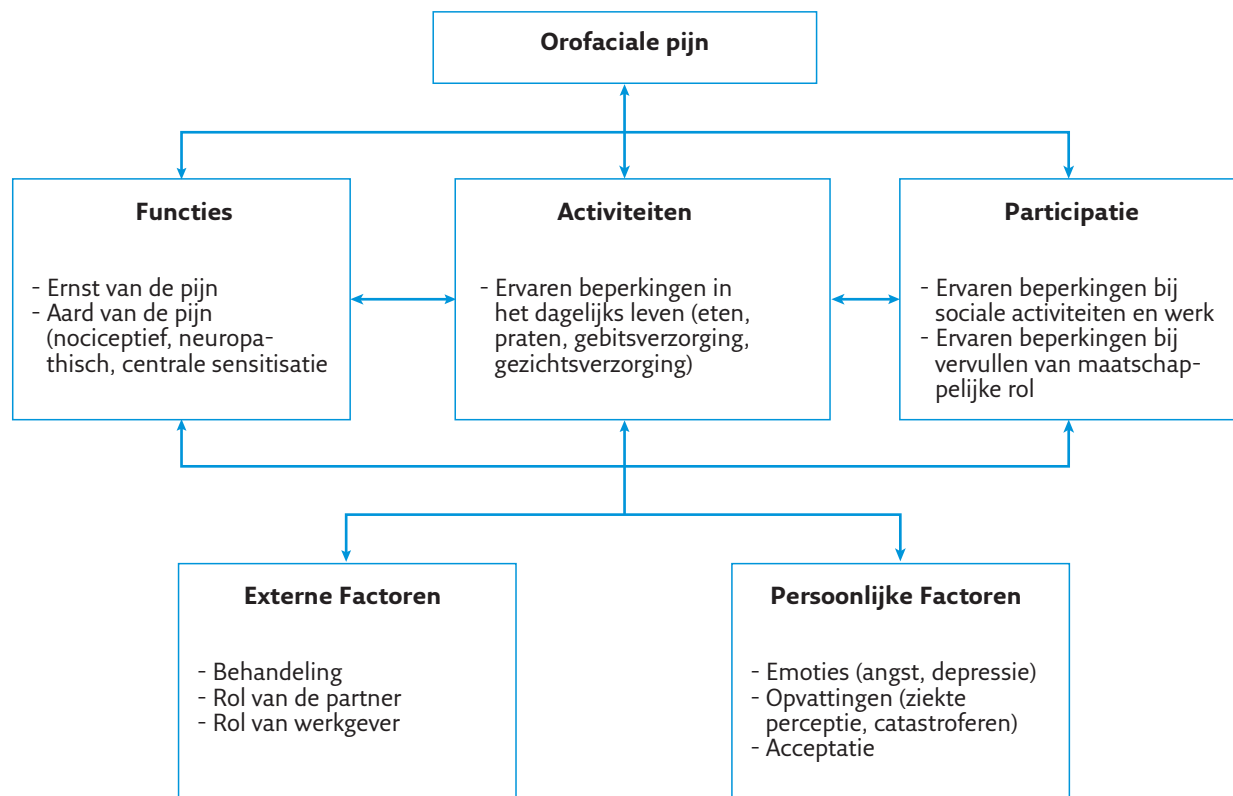 Orofaciale pijn
Functies
- Ernst van de pijn
- Aard van de pijn
(nociceptief, neuropa-
thisch, centrale sensitisatie
Activiteiten
- Ervaren beperkingen in
het dagelijks leven (eten,
praten, gebitsverzorging,
gezichtsverzorging)
Participatie
- Ervaren beperkingen bij
sociale activiteiten en werk
- Ervaren beperkingen bij
vervullen van maatschap-
pelijke rol
Externe Factoren
- Behandeling
- Rol van de partner
- Rol van werkgever
Persoonlijke Factoren
- Emoties (angst, depressie)
- Opvattingen (ziekte
perceptie, catastroferen)
- Acceptatie